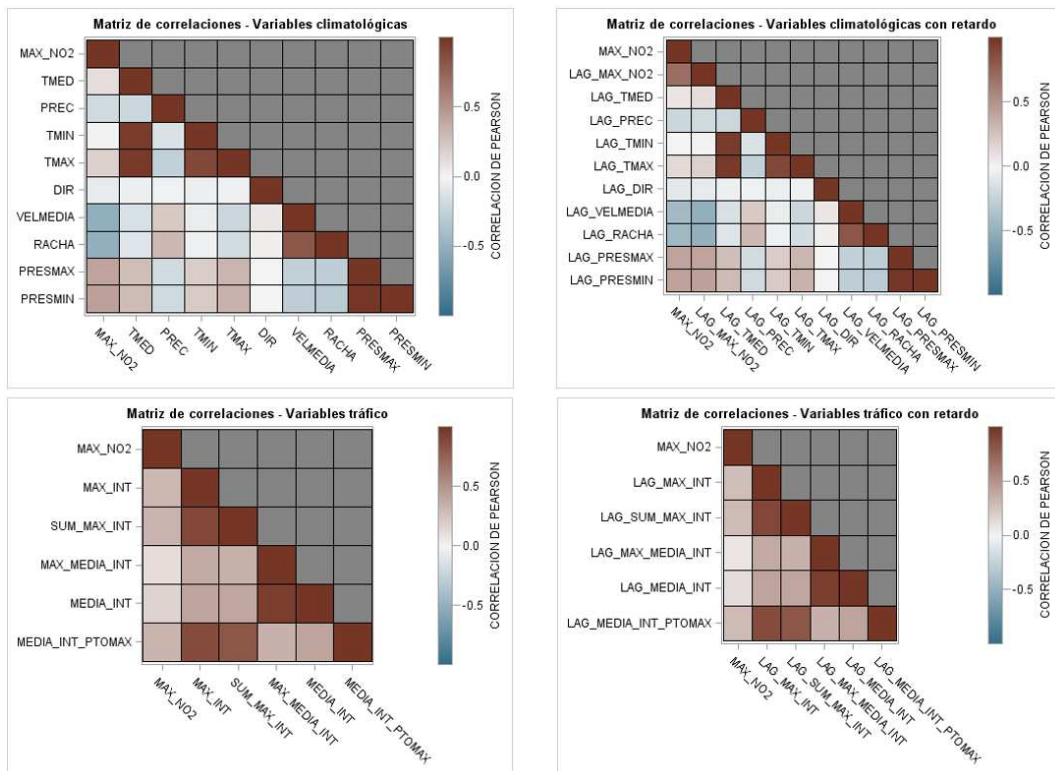 Matriz de correlaciones - Variables climatológicas
MAX_NO2
TMED
PREC
TMIN
TMAX
DIR
VELMEDIA
RACHA
PRESMAX
PRESMIN
MAX_NO2
TMED
PREC
TMIN
TMAX
DIR
VELMEDIA
RACHA
PRESMAX
PRESMIN
0.5
0.0
-0.5
CORRELACION DE PEARSON
Matriz de correlaciones - Variables climatológicas con retardo
MAX_NO2
LAG_MAX_NO2
LAG_TMED
LAG_PREC
LAG_TMIN
LAG_TMAX
LAG_DIR
LAG_VELMEDIA
LAG_RACHA
LAG_PRESMAX
LAG_PRESMIN
MAX_NO2
LAG_MAX_NO2
LAG_TMED
LAG_PREC
LAG_TMIN
LAG_TMAX
LAG_DIR
LAG_VELMEDIA
LAG_RACHA
LAG_PRESMAX
LAG_PRESMIN
0.5
0.0
-0.5
CORRELACION DE PEARSON
Matriz de correlaciones - Variables tráfico
MAX_NO2
MAX_INT
SUM_MAX_INT
MAX_MEDIA_INT
MEDIA_INT
MEDIA_INT_PTOMAX
MAX_NO2
MAX_INT
SUM_MAX_INT
MAX_MEDIA_INT
MEDIA_INT
MEDIA_INT_PTOMAX
0.5
0.0
-0.5
CORRELACION DE PEARSON
Matriz de correlaciones - Variables tráfico con retardo
MAX_NO2
LAG_MAX_INT
LAG_SUM_MAX_INT
LAG_MAX_MEDIA_INT
LAG_MEDIA_INT
LAG_MEDIA_INT_PTOMAX
MAX_NO2
LAG_MAX_INT
LAG_SUM_MAX_INT
LAG_MAX_MEDIA_INT
LAG_MEDIA_INT
LAG_MEDIA_INT_PTOMAX
0.5
0.0
-0.5
CORRELACION DE PEARSON